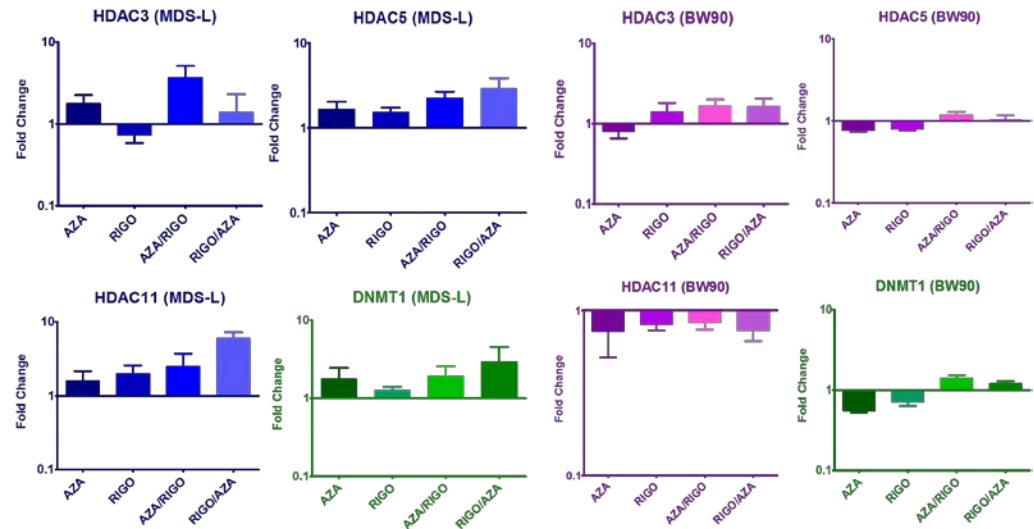 HDAC3 (MDS-L)
Fold Change
10
1
0.1
AZA
RIGO
AZA/RIGO
RIGO/AZA
HDAC5 (MDS-L)
Fold Change
10
1
0.1
AZA
RIGO
AZA/RIGO
RIGO/AZA
HDAC3 (BW90)
Fold Change
10
1
0.1
AZA
RIGO
AZA/RIGO
RIGO/AZA
HDAC5 (BW90)
Fold Change
10
1
0.1
AZA
RIGO
AZA/RIGO
RIGO/AZA
HDAC11 (MDS-L)
Fold Change
10
1
0.1
AZA
RIGO
AZA/RIGO
RIGO/AZA
DNMT1 (MDS-L)
Fold Change
10
1
0.1
AZA
RIGO
AZA/RIGO
RIGO/AZA
HDAC11 (BW90)
Fold Change
1
0.1
AZA
RIGO
AZA/RIGO
RIGO/AZA
DNMT1 (BW90)
Fold Change
10
1
0.1
AZA
RIGO
AZA/RIGO
RIGO/AZA